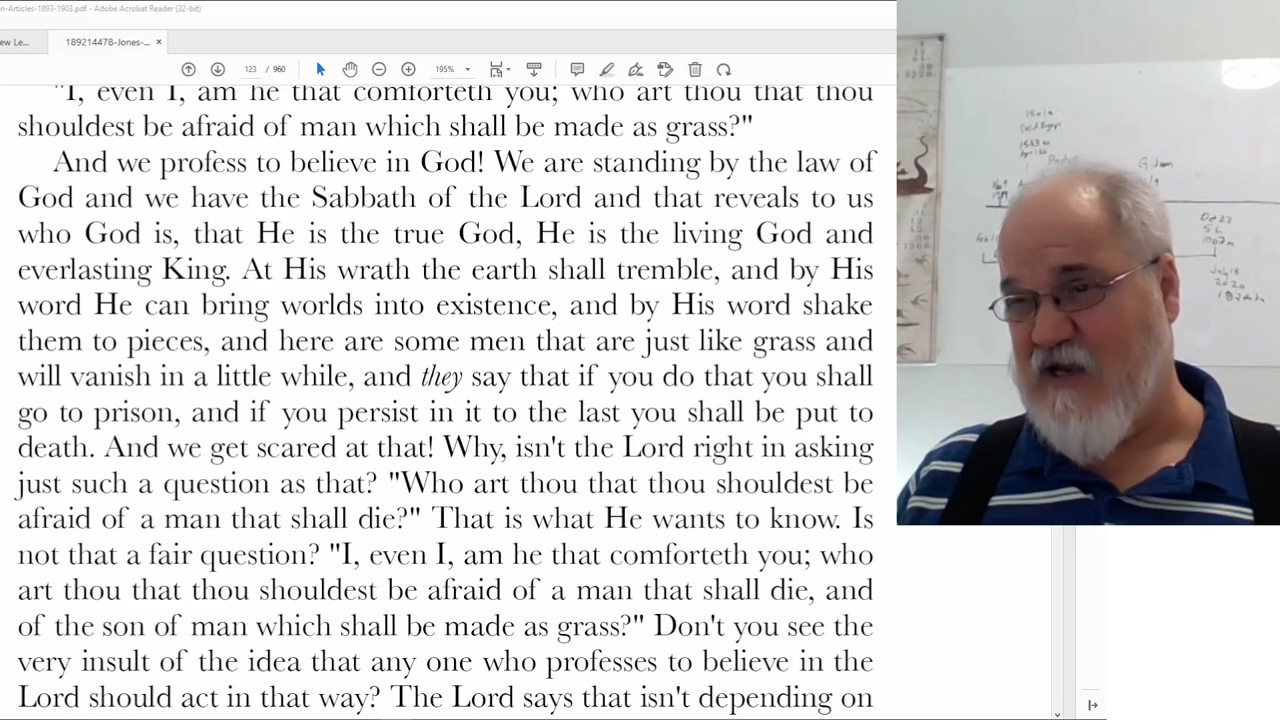 n-Articles-1893-1903.pdf - Adobe Acrobat Reader (32-bit)
ew Le...
189214478-Jones-... ×
123 / 960
195%
"I, even I, am he that comforteth you; who art thou that thou
shouldest be afraid of man which shall be made as grass?"
And we profess to believe in God! We are standing by the law of
God and we have the Sabbath of the Lord and that reveals to us
who God is, that He is the true God, He is the living God and
everlasting King. At His wrath the earth shall tremble, and by His
word He can bring worlds into existence, and by His word shake
them to pieces, and here are some men that are just like grass and
will vanish in a little while, and they say that if you do that you shall
go to prison, and if you persist in it to the last you shall be put to
death. And we get scared at that! Why, isn't the Lord right in asking
just such a question as that? "Who art thou that thou shouldest be
afraid of a man that shall die?" That is what He wants to know. Is
not that a fair question? "I, even I, am he that comforteth you; who
art thou that thou shouldest be afraid of a man that shall die, and
of the son of man which shall be made as grass?" Don't you see the
very insult of the idea that any one who professes to believe in the
Lord should act in that way? The Lord says that isn't depending on
Oct 22
July 18
2020